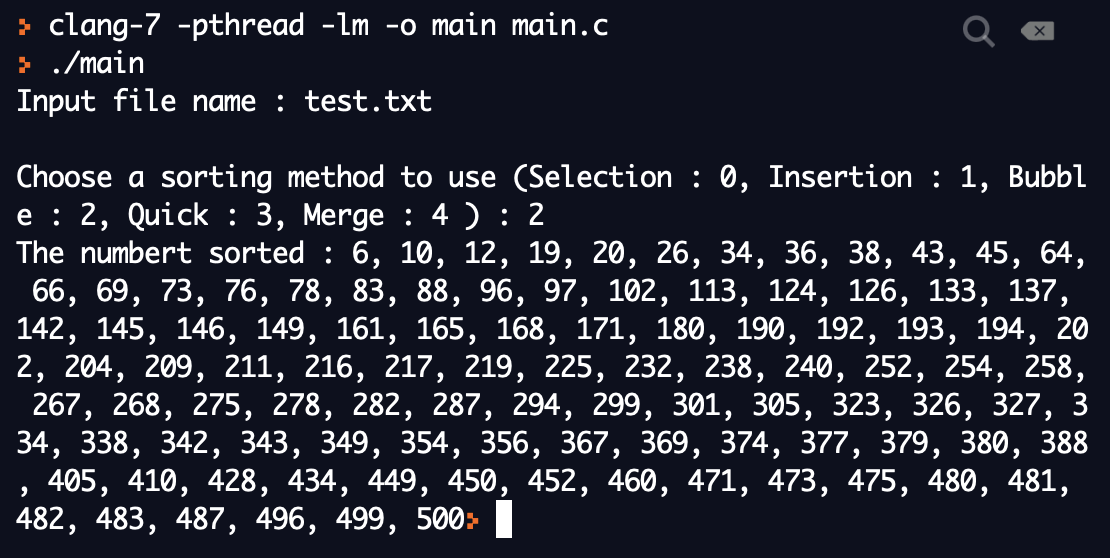 clang-7 -pthread -lm -o main main.c
./main
Input file name : test.txt
Choose a sorting method to use (Selection : 0, Insertion : 1, Bubbl
e : 2, Quick : 3, Merge : 4 ) : 2
The numbert sorted : 6, 10, 12, 19, 20, 26, 34, 36, 38, 43, 45, 64,
66, 69, 73, 76, 78, 83, 88, 96, 97, 102, 113, 124, 126, 133, 137,
142, 145, 146, 149, 161, 165, 168, 171, 180, 190, 192, 193, 194, 20
2, 204, 209, 211, 216, 217, 219, 225, 232, 238, 240, 252, 254, 258,
267, 268, 275, 278, 282, 287, 294, 299, 301, 305, 323, 326, 327, 3
34, 338, 342, 343, 349, 354, 356, 367, 369, 374, 377, 379, 380, 388
, 405, 410, 428, 434, 449, 450, 452, 460, 471, 473, 475, 480, 481,
482, 483, 487, 496, 499, 500